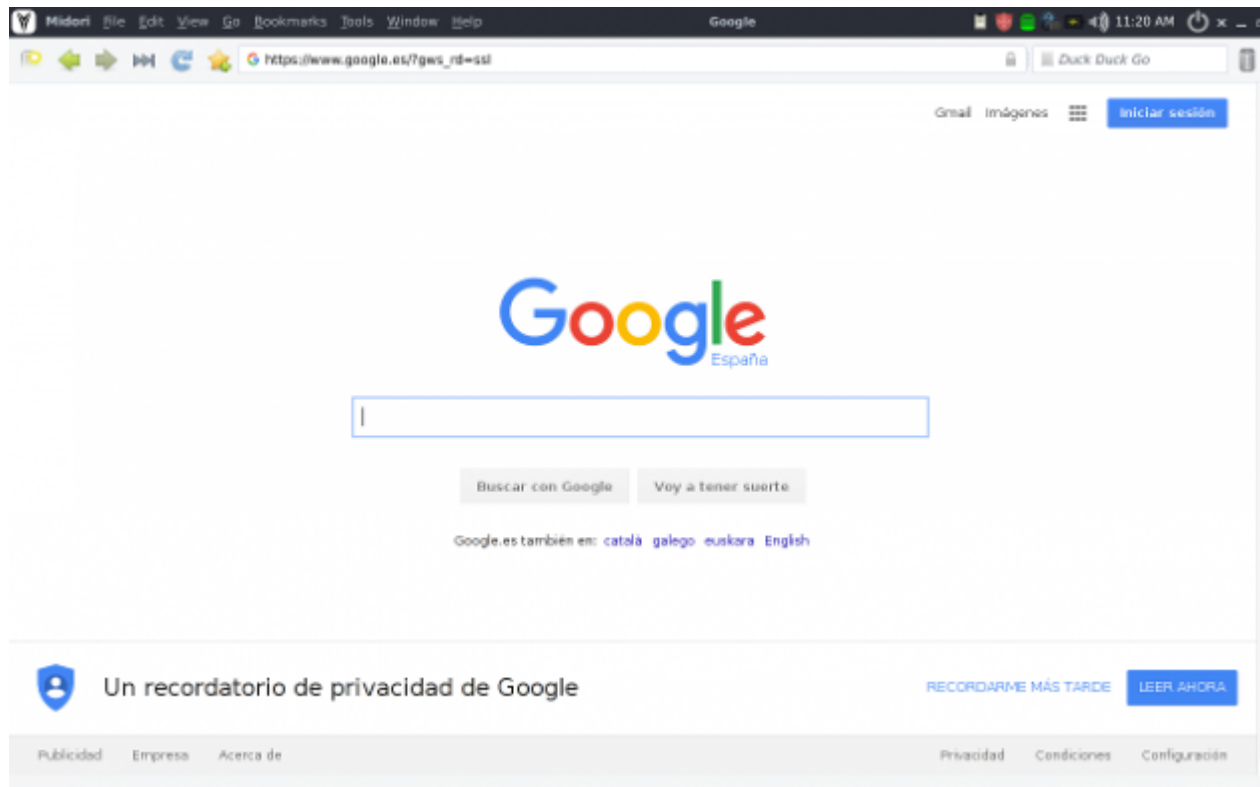 Midori File Edit View Go Bookmarks Tools Window Help Google 11:20 AM
https://www.google.es/?gws_rd=ssl Duck Duck Go
Gmail Imágenes Iniciar sesión
Google
España
Buscar con Google Voy a tener suerte
Google.es también en: català galego euskara English
Un recordatorio de privacidad de Google RECORDARME MÁS TARDE LEER AHORA
Publicidad Empresa Acerca de Privacidad Condiciones Configuración